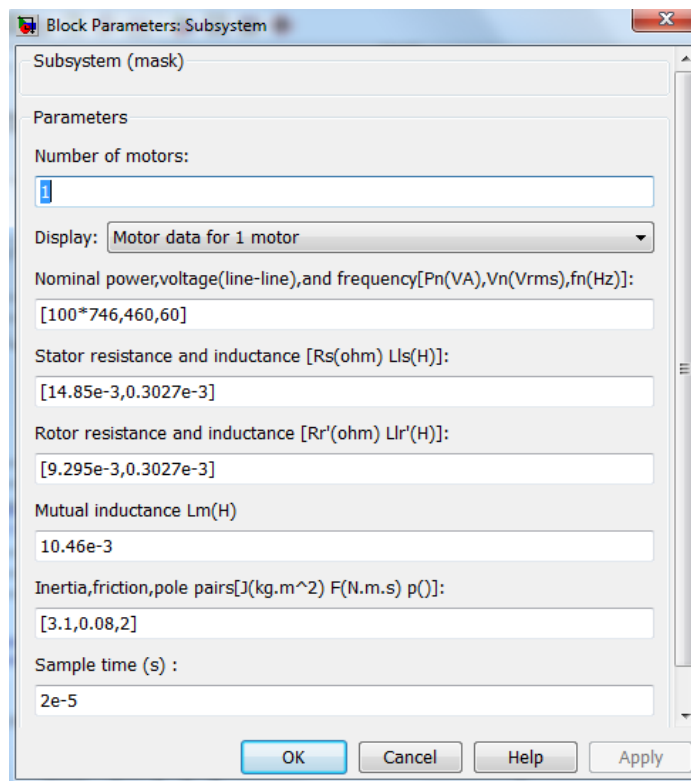 Block Parameters: Subsystem
Subsystem (mask)
Parameters
Number of motors:
1
Display: Motor data for 1 motor
Nominal power,voltage(line-line),and frequency[Pn(VA),Vn(Vrms),fn(Hz)]:
[100*746,460,60]
Stator resistance and inductance [Rs(ohm) Lls(H)]:
[14.85e-3,0.3027e-3]
Rotor resistance and inductance [Rr'(ohm) Llr'(H)]:
[9.295e-3,0.3027e-3]
Mutual inductance Lm(H)
10.46e-3
Inertia,friction,pole pairs[J(kg.m^2) F(N.m.s) p()]:
[3.1,0.08,2]
Sample time (s) :
2e-5
OK Cancel Help Apply